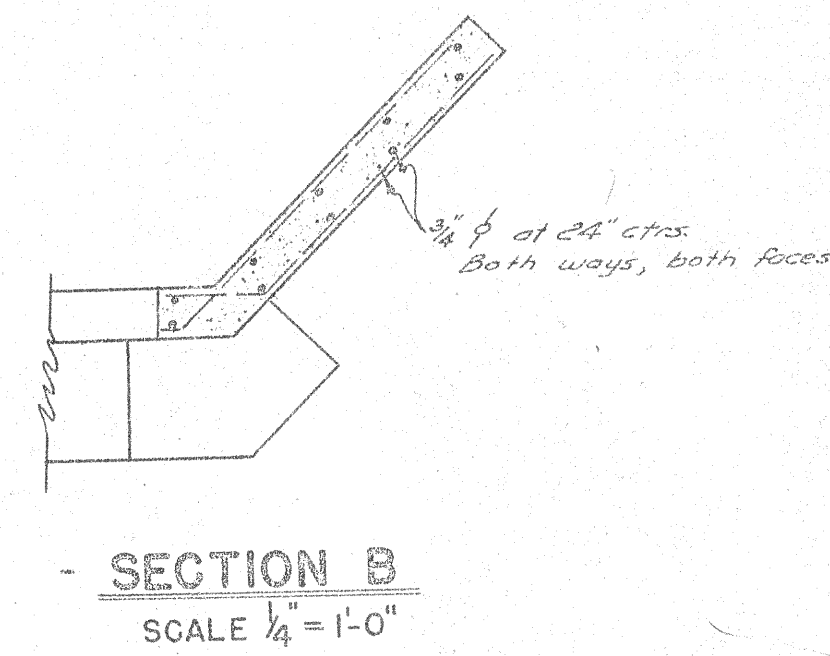 3/4" ϕ at 24" ctrs.
Both ways, both faces
SECTION B
SCALE 1/4" = 1'-0"